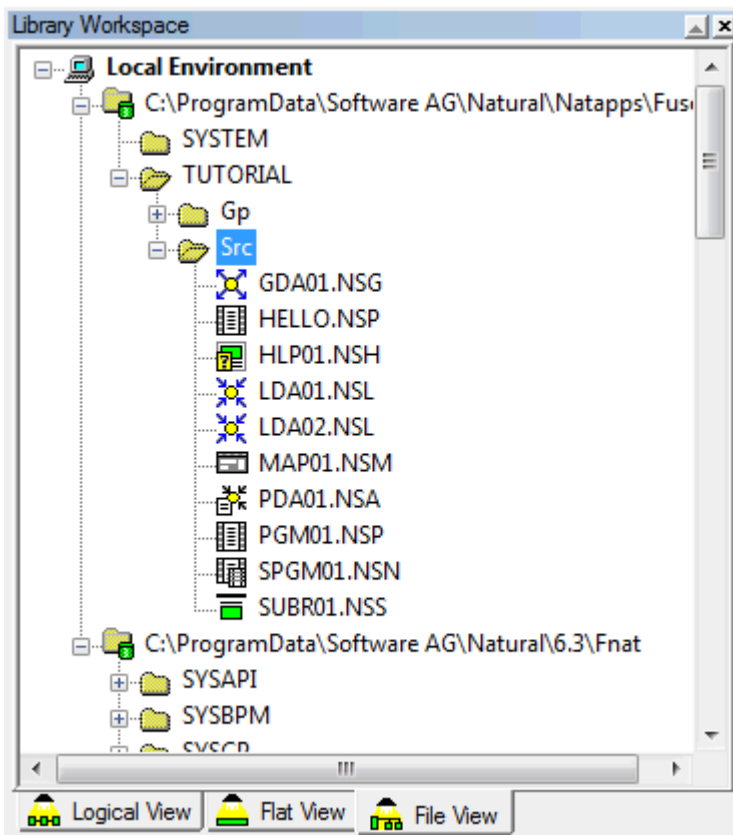 Library Workspace
Local Environment
C:\ProgramData\Software AG\Natural\Natapps\Fus
SYSTEM
TUTORIAL
Gp
Src
GDA01.NSG
HELLO.NSP
HLP01.NSH
LDA01.NSL
LDA02.NSL
MAP01.NSM
PDA01.NSA
PGM01.NSP
SPGM01.NSN
SUBR01.NSS
C:\ProgramData\Software AG\Natural\6.3\Fnat
SYSAPI
SYSBPM
Logical View Flat View File View